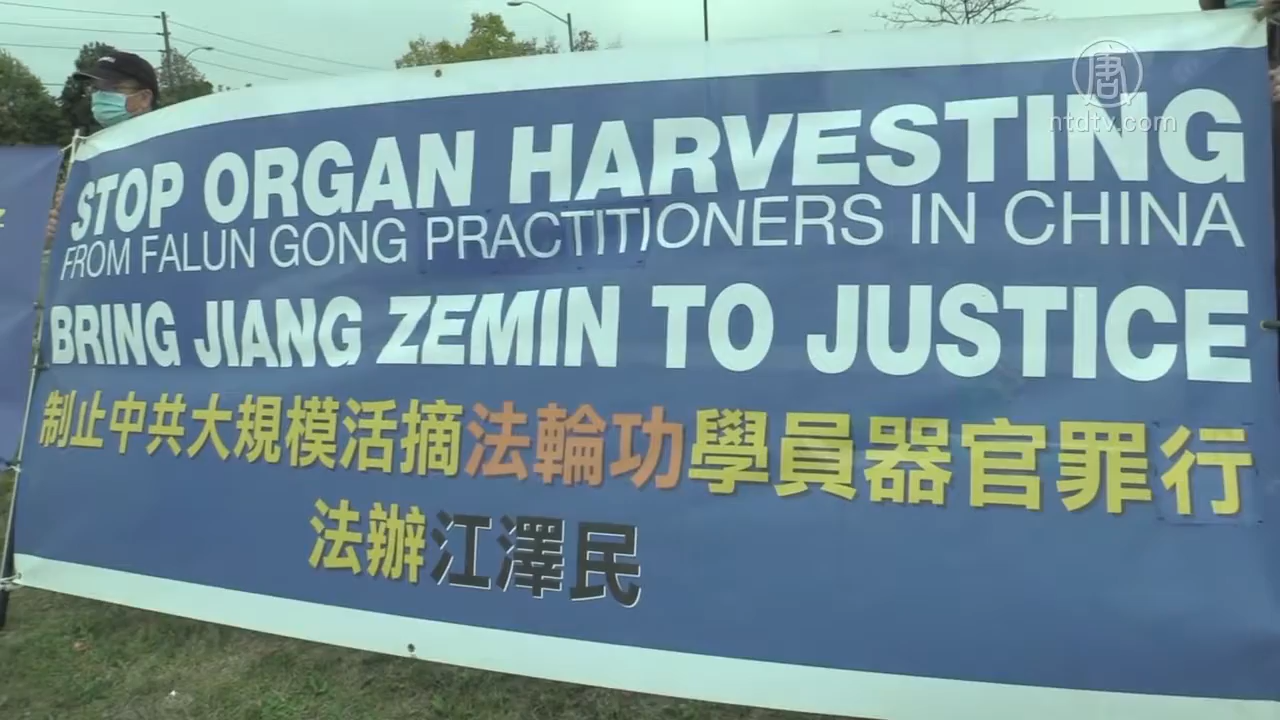 唐
ntdtv.com
STOP ORGAN HARVESTING
FROM FALUN GONG PRACTITIONERS IN CHINA
BRING JIANG ZEMIN TO JUSTICE
制止中共大規模活摘法輪功學員器官罪行
法辦江澤民